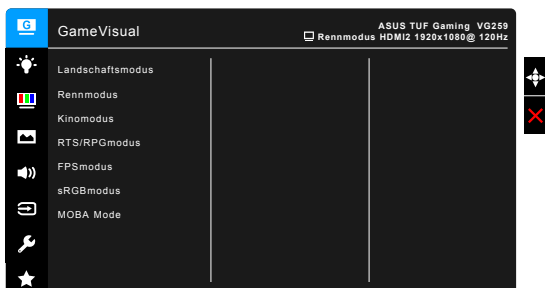 G
GameVisual
ASUS TUF Gaming VG259
Rennmodus HDMI2 1920x1080@ 120Hz
Landschaftsmodus
Rennmodus
Kinomodus
RTS/RPGmodus
FPSmodus
sRGBmodus
MOBA Mode